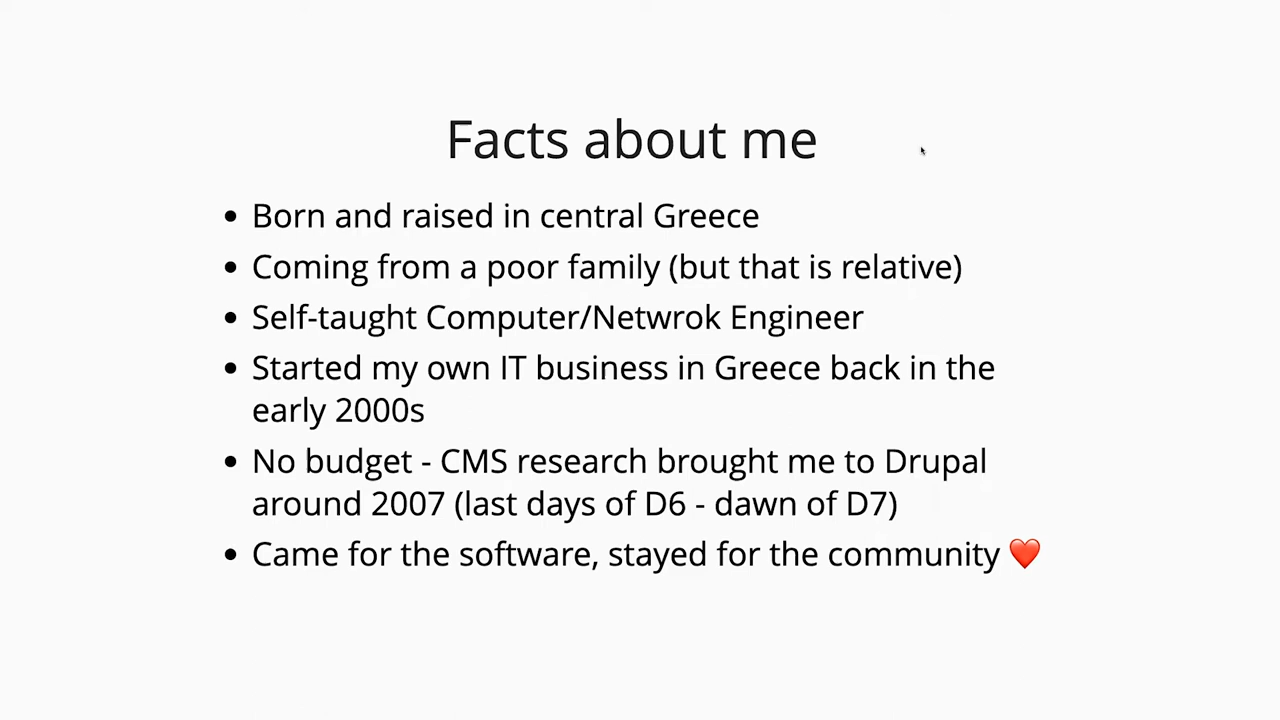 Facts about me
• Born and raised in central Greece
• Coming from a poor family (but that is relative)
• Self-taught Computer/Netwrok Engineer
• Started my own IT business in Greece back in the
early 2000s
• No budget - CMS research brought me to Drupal
around 2007 (last days of D6 - dawn of D7)
• Came for the software, stayed for the community ❤️